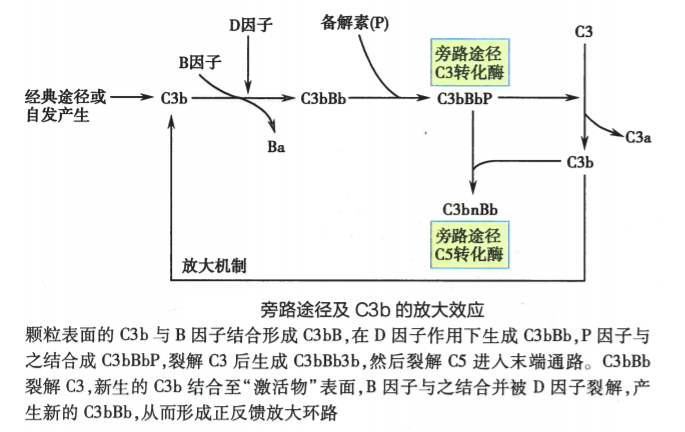 D因子
备解素(P)
C3
B因子
旁路途径
C3转化酶
经典途径或
自发产生
C3b
C3bBb
C3bBbP
Ba
C3a
C3b
C3bnBb
旁路途径
C5转化酶
放大机制
旁路途径及 C3b 的放大效应
颗粒表面的 C3b 与 B 因子结合形成 C3bB,在 D 因子作用下生成 C3bBb,P 因子与
之结合成 C3bBbP,裂解 C3 后生成 C3bBb3b,然后裂解 C5 进入末端通路。C3bBb
裂解 C3,新生的 C3b 结合至“激活物”表面,B 因子与之结合并被 D 因子裂解,产
生新的 C3bBb,从而形成正反馈放大环路